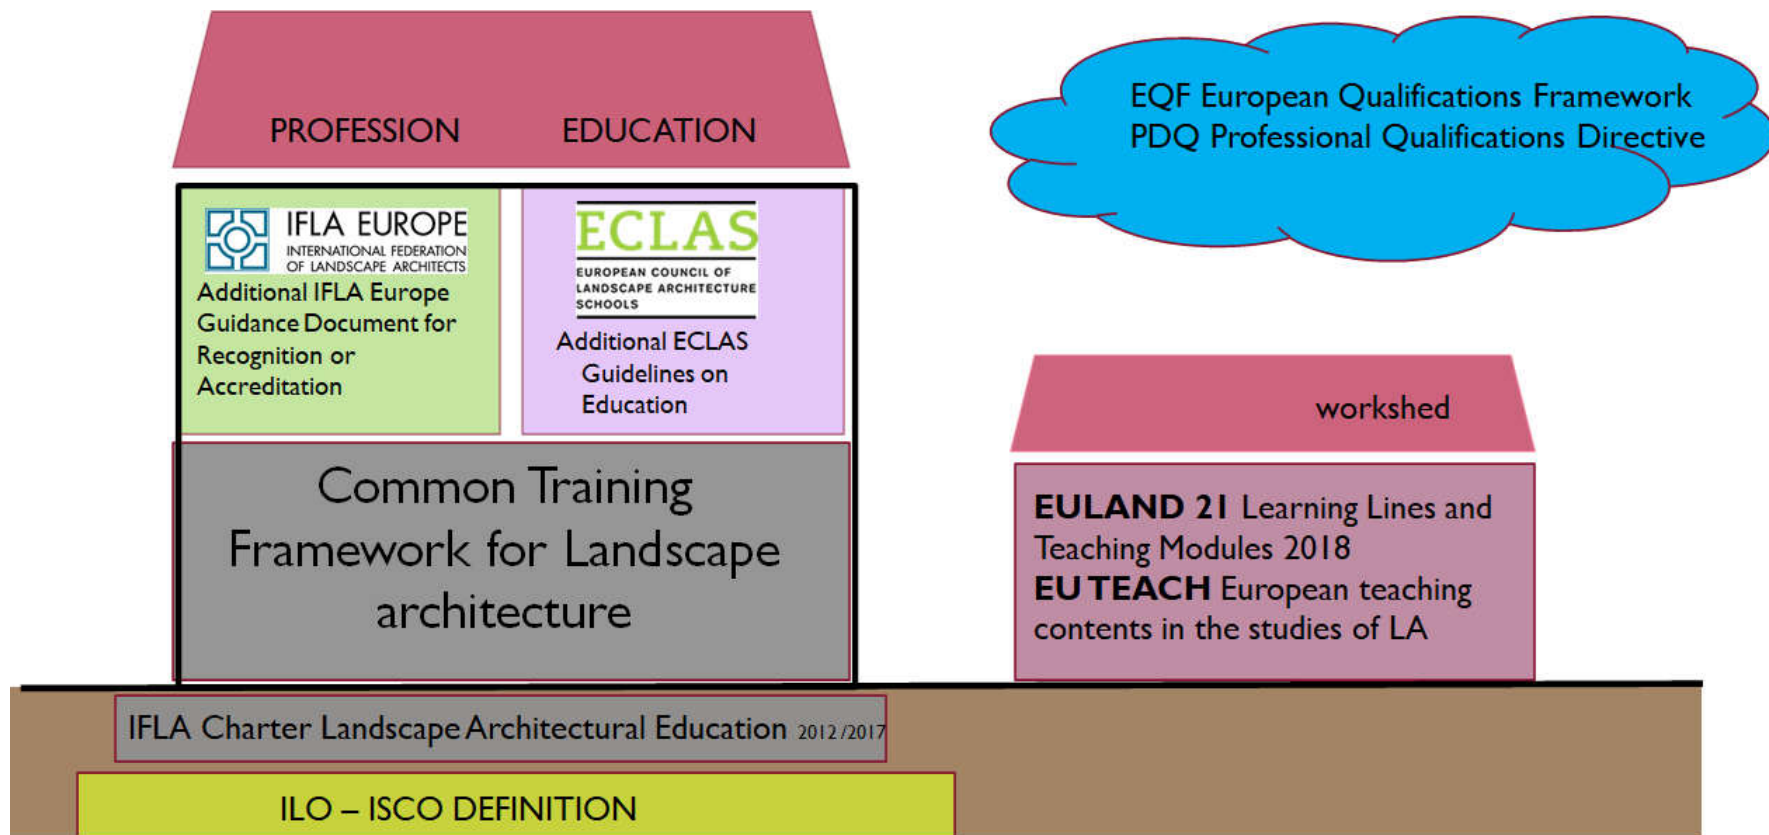 PROFESSION EDUCATION
EQF European Qualifications Framework
PDQ Professional Qualifications Directive
IFLA EUROPE
INTERNATIONAL FEDERATION
OF LANDSCAPE ARCHITECTS
Additional IFLA Europe
Guidance Document for
Recognition or
Accreditation
ECLAS
EUROPEAN COUNCIL OF
LANDSCAPE ARCHITECTURE
SCHOOLS
Additional ECLAS
Guidelines on
Education
Common Training
Framework for Landscape
architecture
workshed
EULAND 21 Learning Lines and
Teaching Modules 2018
EU TEACH European teaching
contents in the studies of LA
IFLA Charter Landscape Architectural Education 2012 /2017
ILO – ISCO DEFINITION